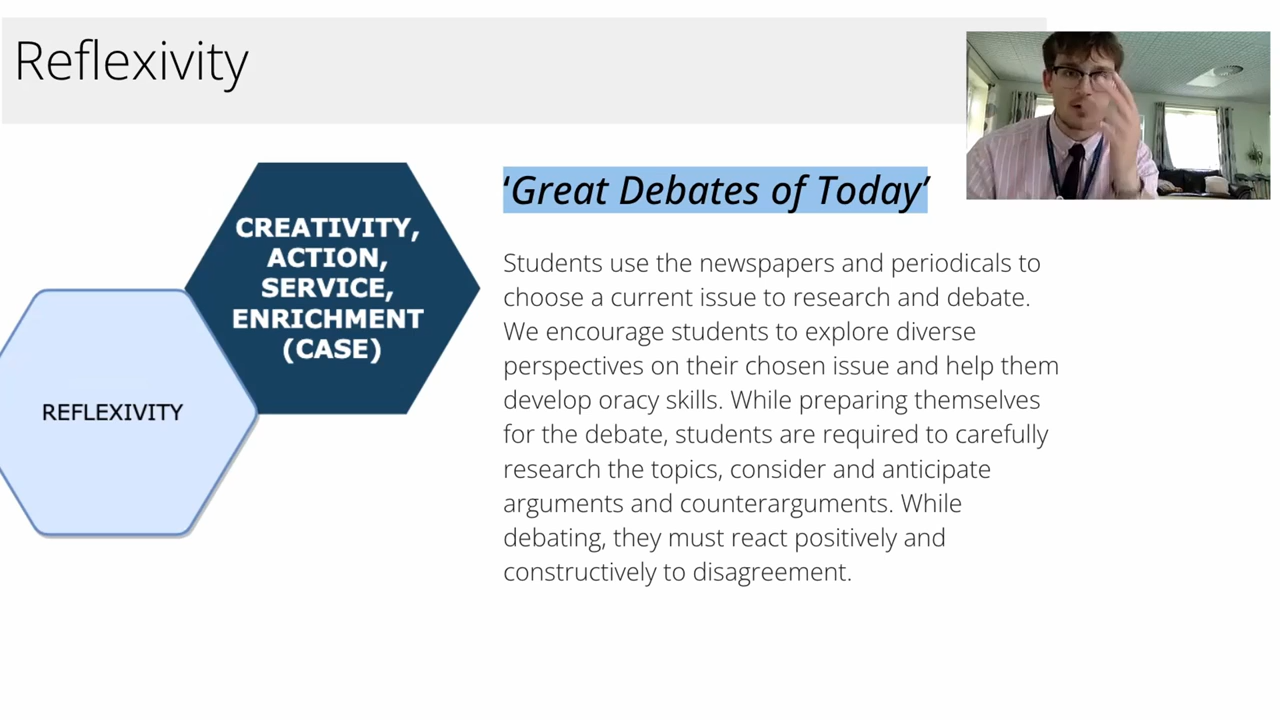 Reflexivity
CREATIVITY,
ACTION,
SERVICE,
ENRICHMENT
(CASE)
REFLEXIVITY
‘Great Debates of Today’
Students use the newspapers and periodicals to
choose a current issue to research and debate.
We encourage students to explore diverse
perspectives on their chosen issue and help them
develop oracy skills. While preparing themselves
for the debate, students are required to carefully
research the topics, consider and anticipate
arguments and counterarguments. While
debating, they must react positively and
constructively to disagreement.